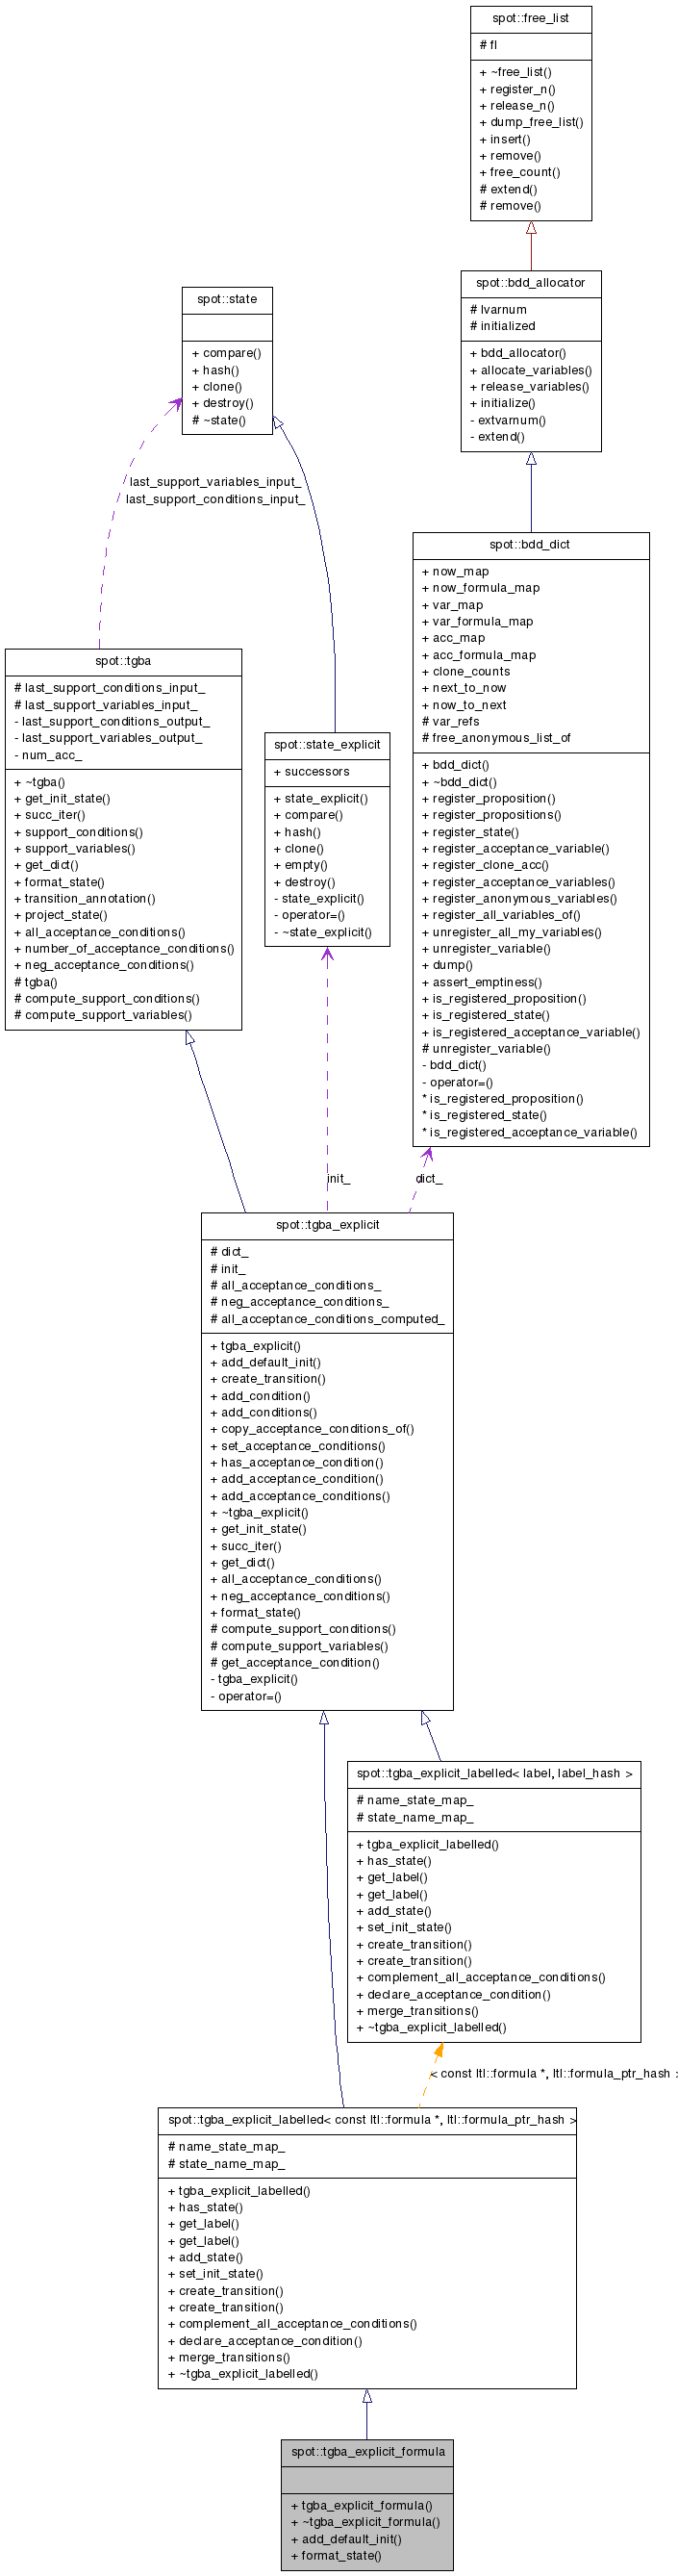 spot::free_list
# fl
+ ~free_list()
+ register_n()
+ release_n()
+ dump_free_list()
+ insert()
+ remove()
+ free_count()
# extend()
# remove()
spot::bdd_allocator
# lvarnum
# initialized
+ bdd_allocator()
+ allocate_variables()
+ release_variables()
+ initialize()
- extvarnum()
- extend()
spot::state
+ compare()
+ hash()
+ clone()
+ destroy()
# ~state()
last_support_variables_input_
last_support_conditions_input_
spot::bdd_dict
+ now_map
+ now_formula_map
+ var_map
+ var_formula_map
+ acc_map
+ acc_formula_map
+ clone_counts
+ next_to_now
+ now_to_next
# var_refs
# free_anonymous_list_of
+ bdd_dict()
+ ~bdd_dict()
+ register_proposition()
+ register_propositions()
+ register_state()
+ register_acceptance_variable()
+ register_clone_acc()
+ register_acceptance_variables()
+ register_anonymous_variables()
+ register_all_variables_of()
+ unregister_all_my_variables()
+ unregister_variable()
+ dump()
+ assert_emptiness()
+ is_registered_proposition()
+ is_registered_state()
+ is_registered_acceptance_variable()
# unregister_variable()
- bdd_dict()
- operator=()
* is_registered_proposition()
* is_registered_state()
* is_registered_acceptance_variable()
spot::tgba
# last_support_conditions_input_
# last_support_variables_input_
- last_support_conditions_output_
- last_support_variables_output_
- num_acc_
+ ~tgba()
+ get_init_state()
+ succ_iter()
+ support_conditions()
+ support_variables()
+ get_dict()
+ format_state()
+ transition_annotation()
+ project_state()
+ all_acceptance_conditions()
+ number_of_acceptance_conditions()
+ neg_acceptance_conditions()
# tgba()
# compute_support_conditions()
# compute_support_variables()
spot::state_explicit
+ successors
+ state_explicit()
+ compare()
+ hash()
+ clone()
+ empty()
+ destroy()
- state_explicit()
- operator=()
- ~state_explicit()
init_
dict_
spot::tgba_explicit
# dict_
# init_
# all_acceptance_conditions_
# neg_acceptance_conditions_
# all_acceptance_conditions_computed_
+ tgba_explicit()
+ add_default_init()
+ create_transition()
+ add_condition()
+ add_conditions()
+ copy_acceptance_conditions_of()
+ set_acceptance_conditions()
+ has_acceptance_condition()
+ add_acceptance_condition()
+ add_acceptance_conditions()
+ ~tgba_explicit()
+ get_init_state()
+ succ_iter()
+ get_dict()
+ all_acceptance_conditions()
+ neg_acceptance_conditions()
+ format_state()
# compute_support_conditions()
# compute_support_variables()
# get_acceptance_condition()
- tgba_explicit()
- operator=()
spot::tgba_explicit_labelled< label, label_hash >
# name_state_map_
# state_name_map_
+ tgba_explicit_labelled()
+ has_state()
+ get_label()
+ get_label()
+ add_state()
+ set_init_state()
+ create_transition()
+ create_transition()
+ complement_all_acceptance_conditions()
+ declare_acceptance_condition()
+ merge_transitions()
+ ~tgba_explicit_labelled()
< const ltl::formula *, ltl::formula_ptr_hash >
spot::tgba_explicit_labelled< const ltl::formula *, ltl::formula_ptr_hash >
# name_state_map_
# state_name_map_
+ tgba_explicit_labelled()
+ has_state()
+ get_label()
+ get_label()
+ add_state()
+ set_init_state()
+ create_transition()
+ create_transition()
+ complement_all_acceptance_conditions()
+ declare_acceptance_condition()
+ merge_transitions()
+ ~tgba_explicit_labelled()
spot::tgba_explicit_formula
+ tgba_explicit_formula()
+ ~tgba_explicit_formula()
+ add_default_init()
+ format_state()